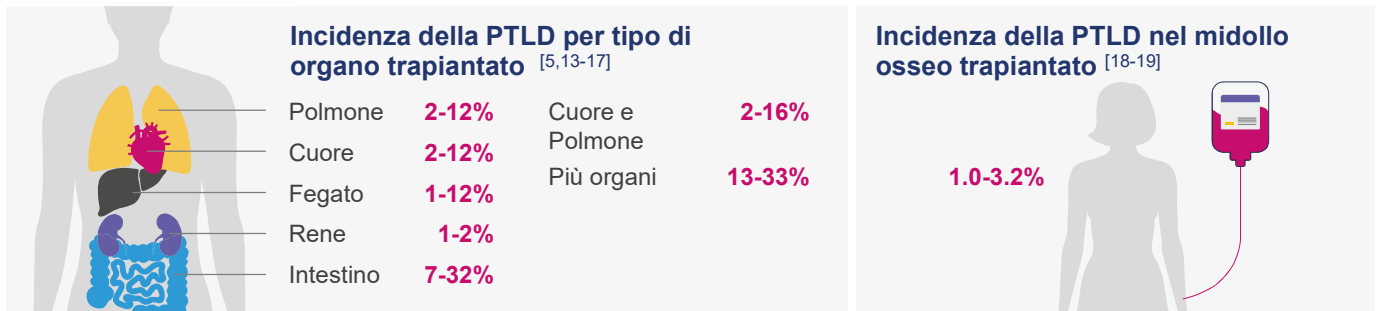 Incidenza della PTLD per tipo di
organo trapiantato [5,13-17]
Polmone 2-12%
Cuore 2-12%
Fegato 1-12%
Rene 1-2%
Intestino 7-32%
Cuore e 2-16%
Polmone
Più organi 13-33%
Incidenza della PTLD nel midollo
osseo trapiantato [18-19]
1.0-3.2%